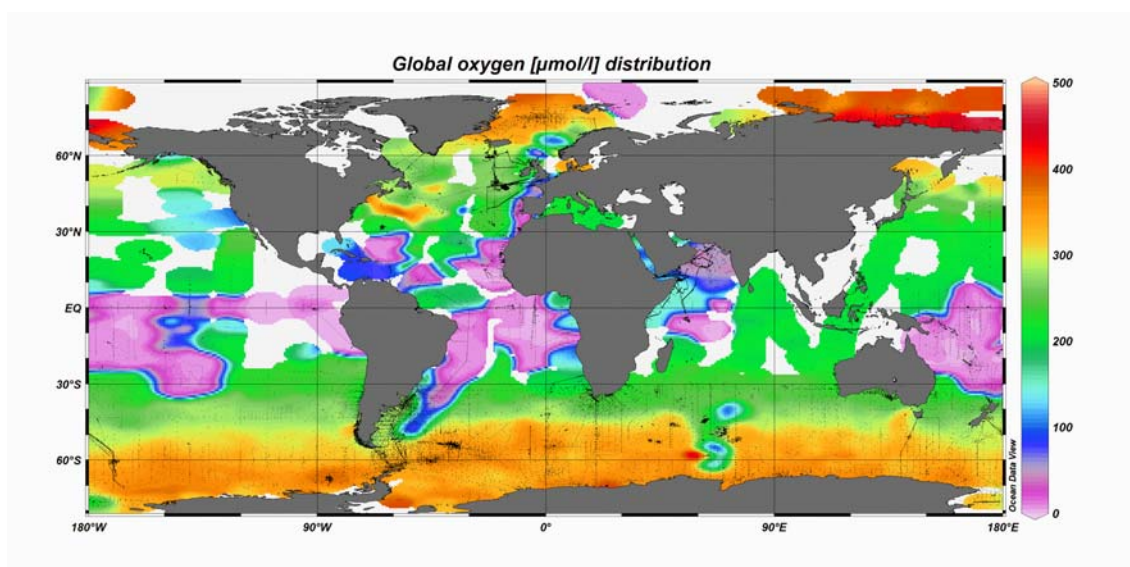 Global oxygen [µmol/l] distribution
500
400
300
200
100
0
60°N
30°N
EQ
30°S
60°S
180°W
90°W
0°
90°E
180°E
Ocean Data View